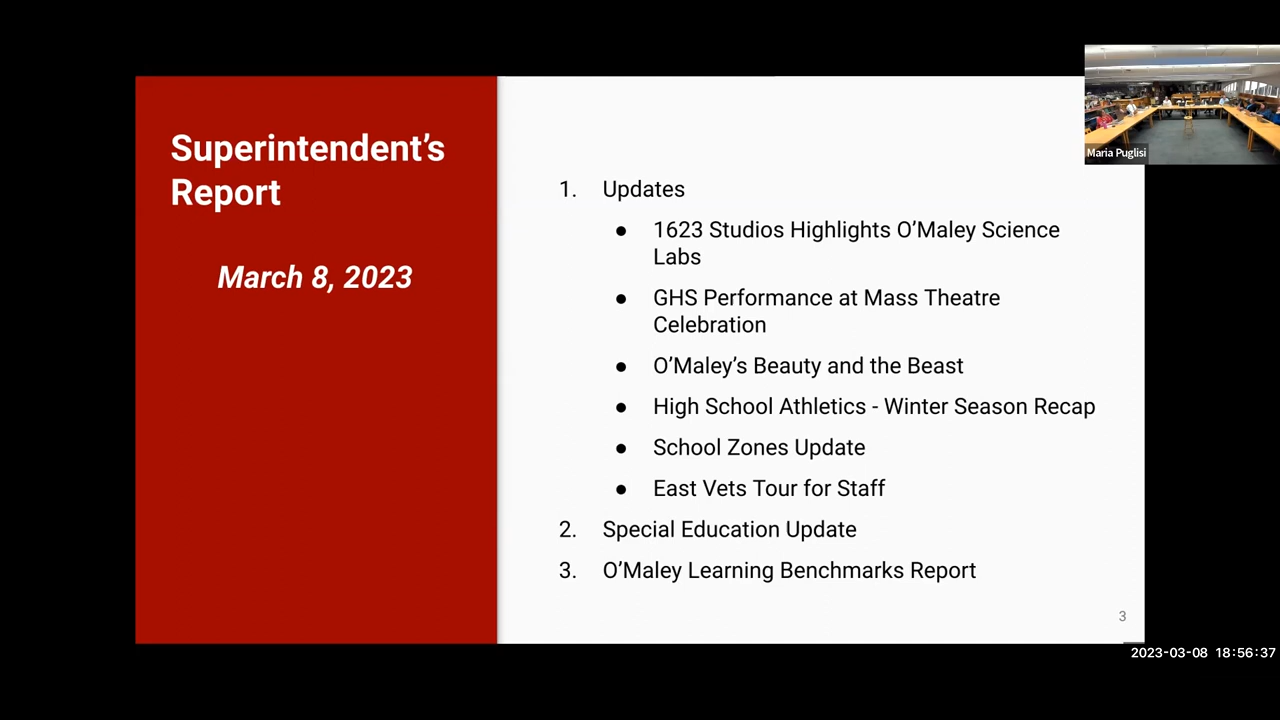 Superintendent's
Report
March 8, 2023
1. Updates
● 1623 Studios Highlights O'Maley Science
Labs
● GHS Performance at Mass Theatre
Celebration
● O'Maley's Beauty and the Beast
● High School Athletics - Winter Season Recap
● School Zones Update
● East Vets Tour for Staff
2. Special Education Update
3. O'Maley Learning Benchmarks Report
3
Maria Puglisi
2023-03-08 18:56:37